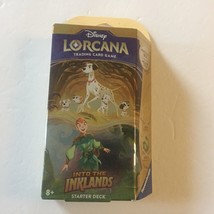 Disney
LORCANA
TRADING CARD GAME
INTO THE
INKLANDS
8+
STARTER DECK